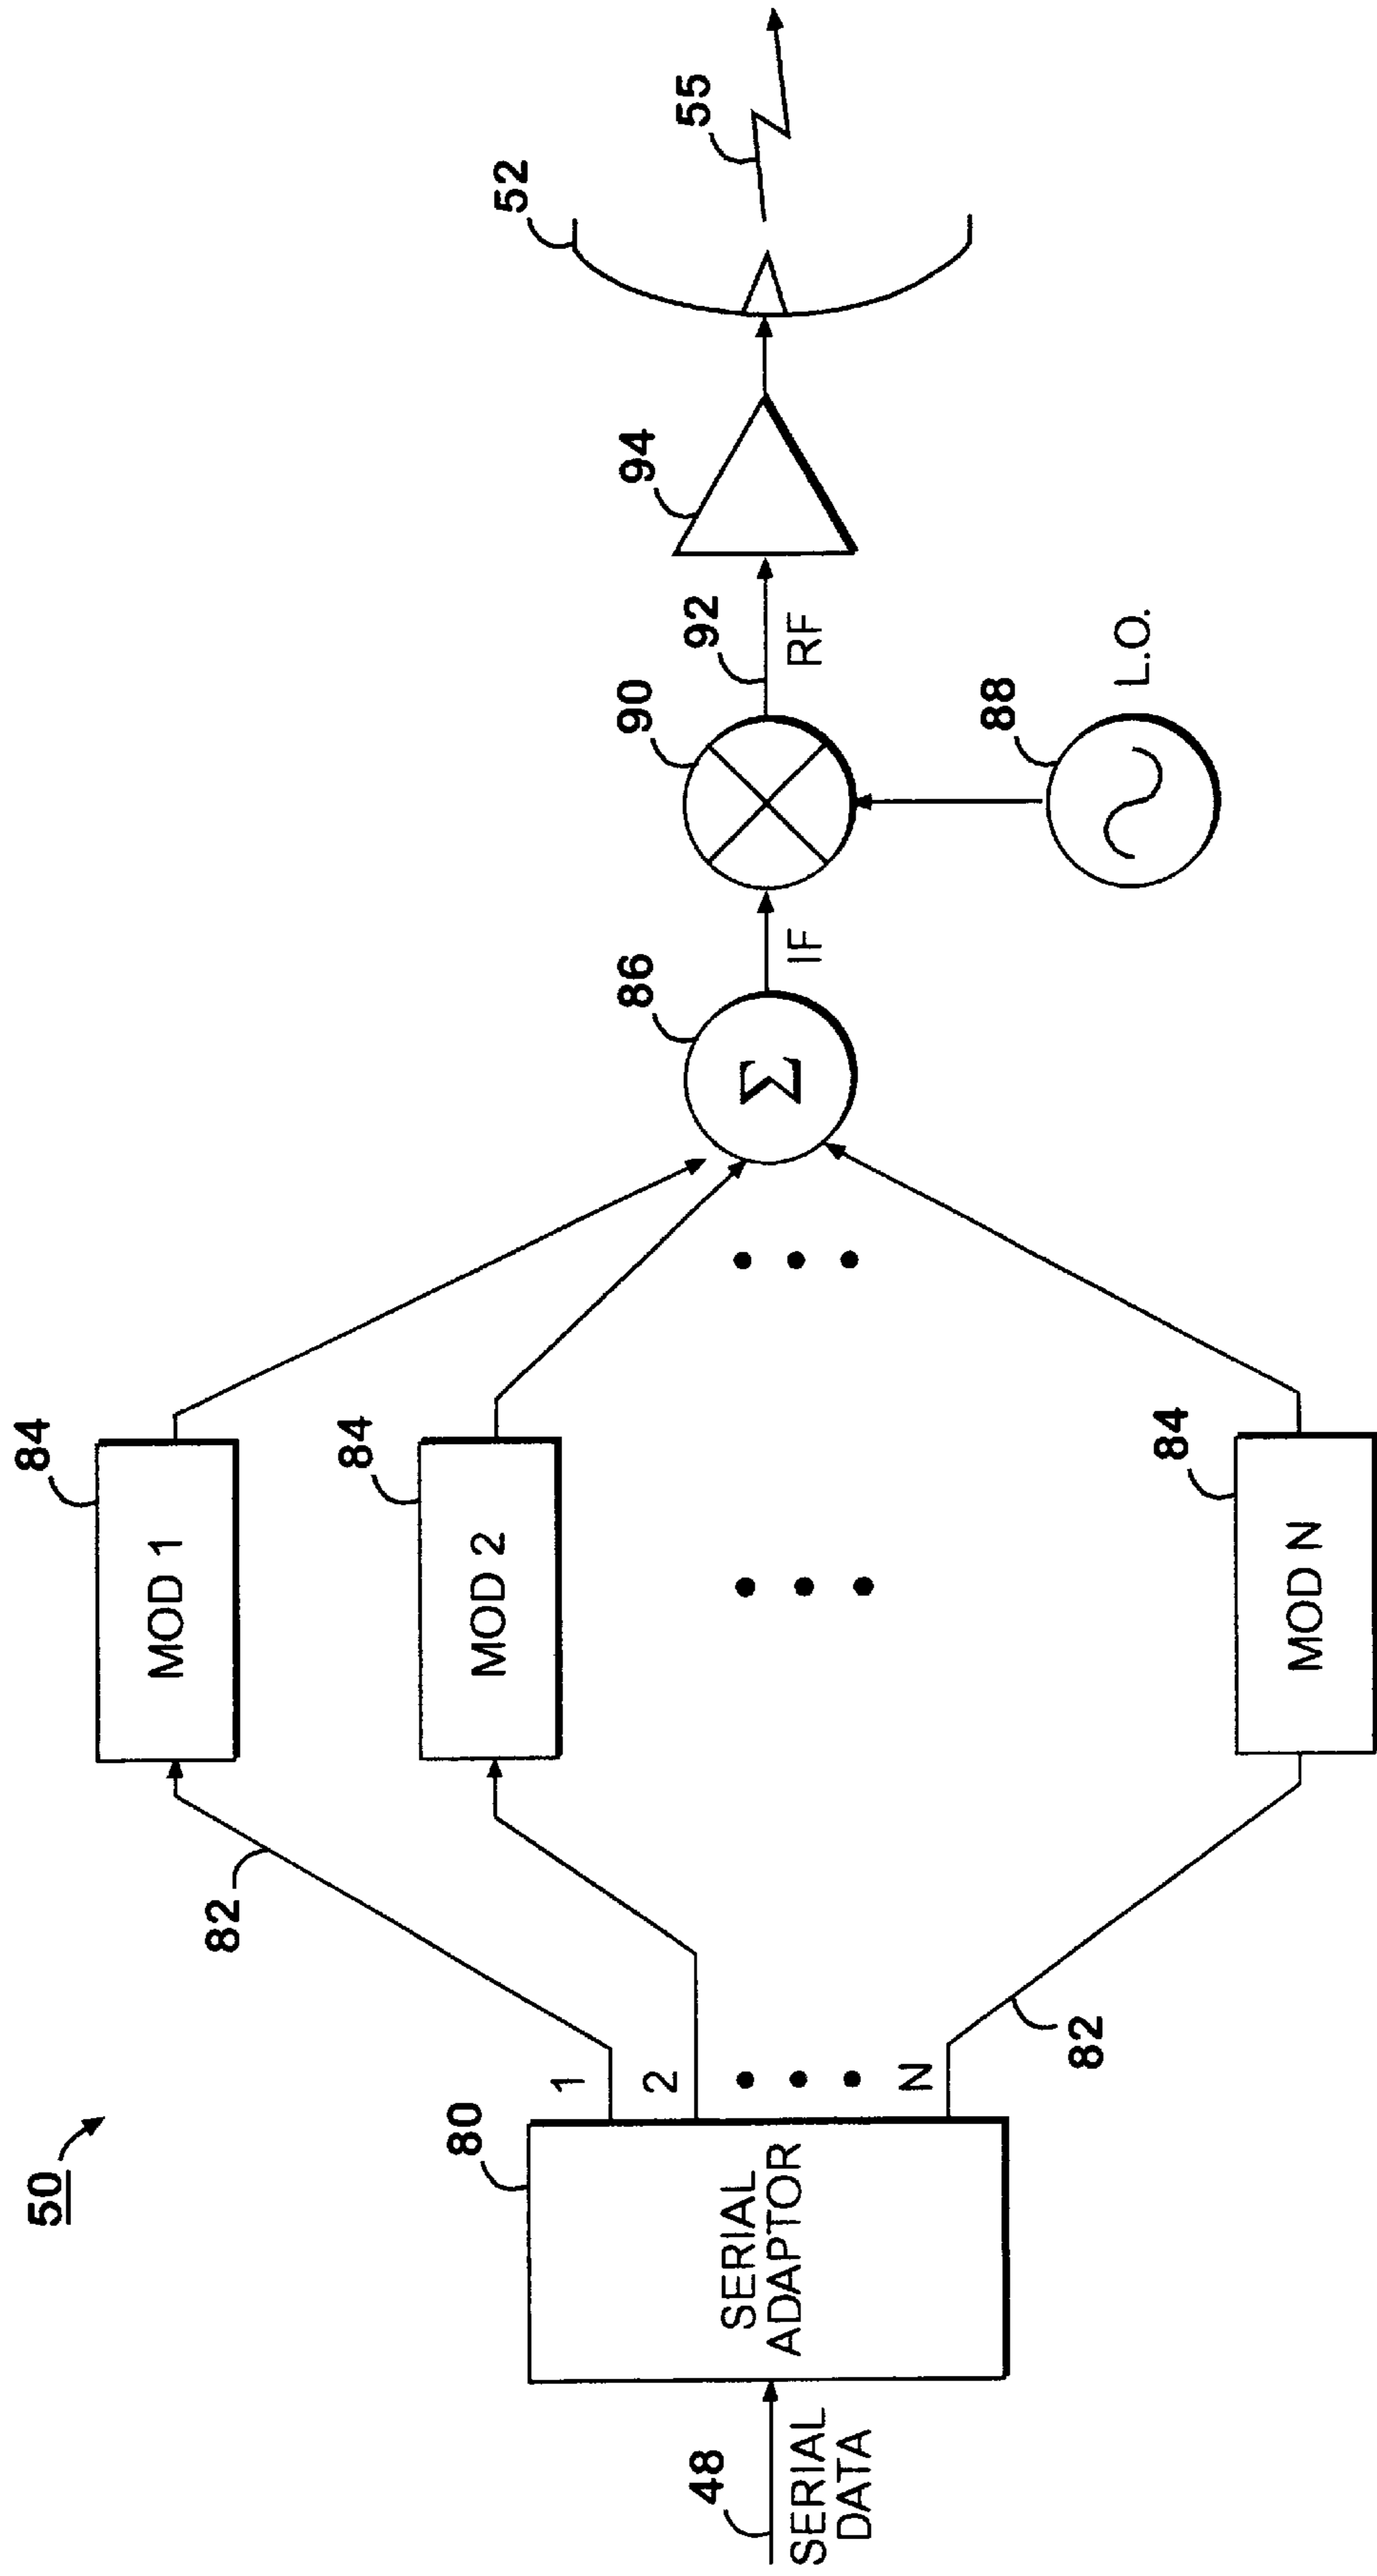 50
48
SERIAL
DATA
80
SERIAL
ADAPTOR
1
2
N
82
82
84
MOD 1
84
MOD 2
84
MOD N
86
Σ
IF
90
88
L.O.
92
RF
94
52
55